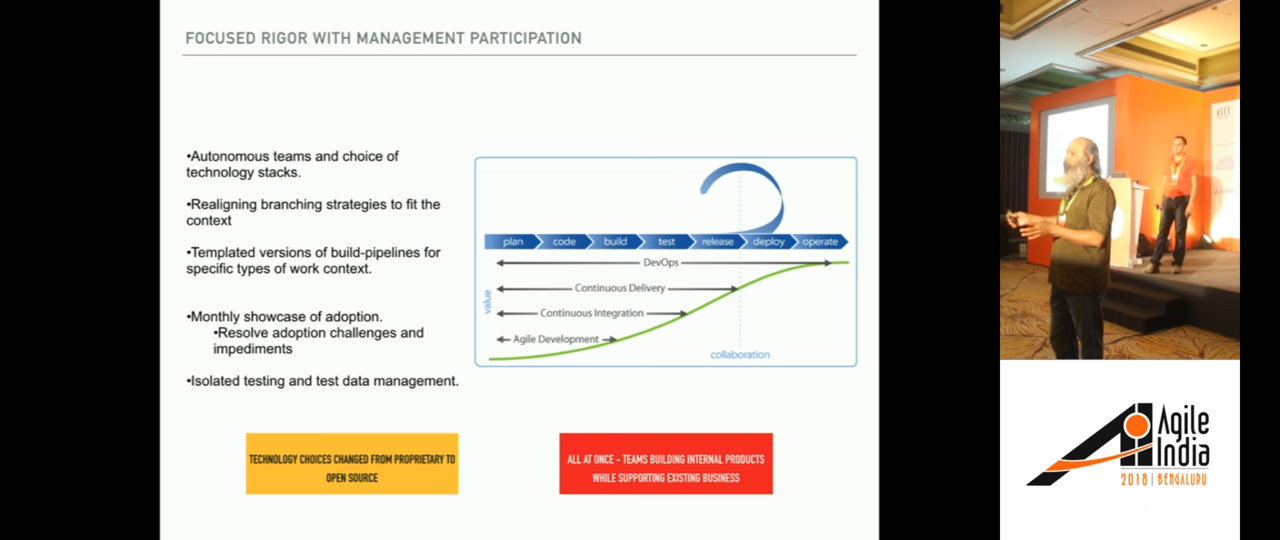 FOCUSED RIGOR WITH MANAGEMENT PARTICIPATION
•Autonomous teams and choice of
technology stacks.
•Realigning branching strategies to fit the
context
•Templated versions of build-pipelines for
specific types of work context.
•Monthly showcase of adoption.
•Resolve adoption challenges and
impediments
•Isolated testing and test data management.
plan code build test release deploy operate
DevOps
Continuous Delivery
Continuous Integration
Agile Development
value
collaboration
TECHNOLOGY CHOICES CHANGED FROM PROPRIETARY TO
OPEN SOURCE
ALL AT ONCE – TEAMS BUILDING INTERNAL PRODUCTS
WHILE SUPPORTING EXISTING BUSINESS
Agile
India
2018 | BENGALURU